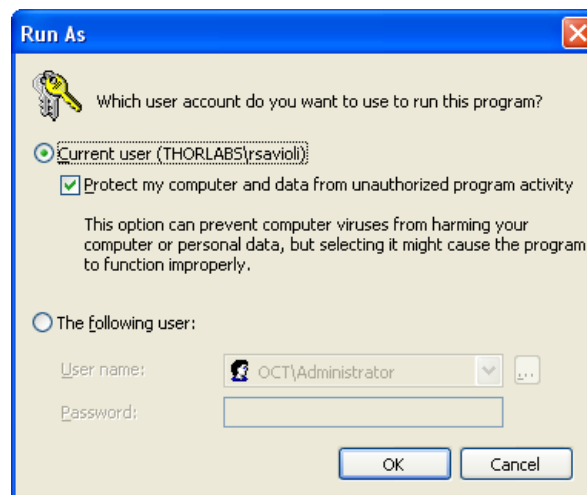 Run As
Which user account do you want to use to run this program?
Current user (THORLABS\rsavioli)
Protect my computer and data from unauthorized program activity
This option can prevent computer viruses from harming your
computer or personal data, but selecting it might cause the program
to function improperly.
The following user:
User name:
OCT\Administrator
...
Password:
OK
Cancel